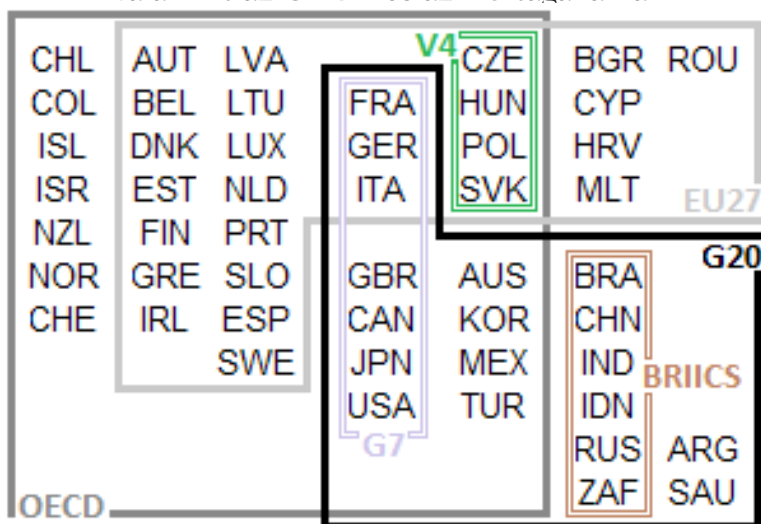 V4
CHL AUT LVA CZE BGR ROU
COL BEL LTU FRA HUN CYP
ISL DNK LUX GER POL HRV
ISR EST NLD ITA SVK MLT EU27
NZL FIN PRT
G20
NOR GRE SLO GBR AUS BRA
CHE IRL ESP CAN KOR CHN
SWE JPN MEX IND BRIICS
USA TUR IDN
G7 RUS ARG
OECD ZAF SAU